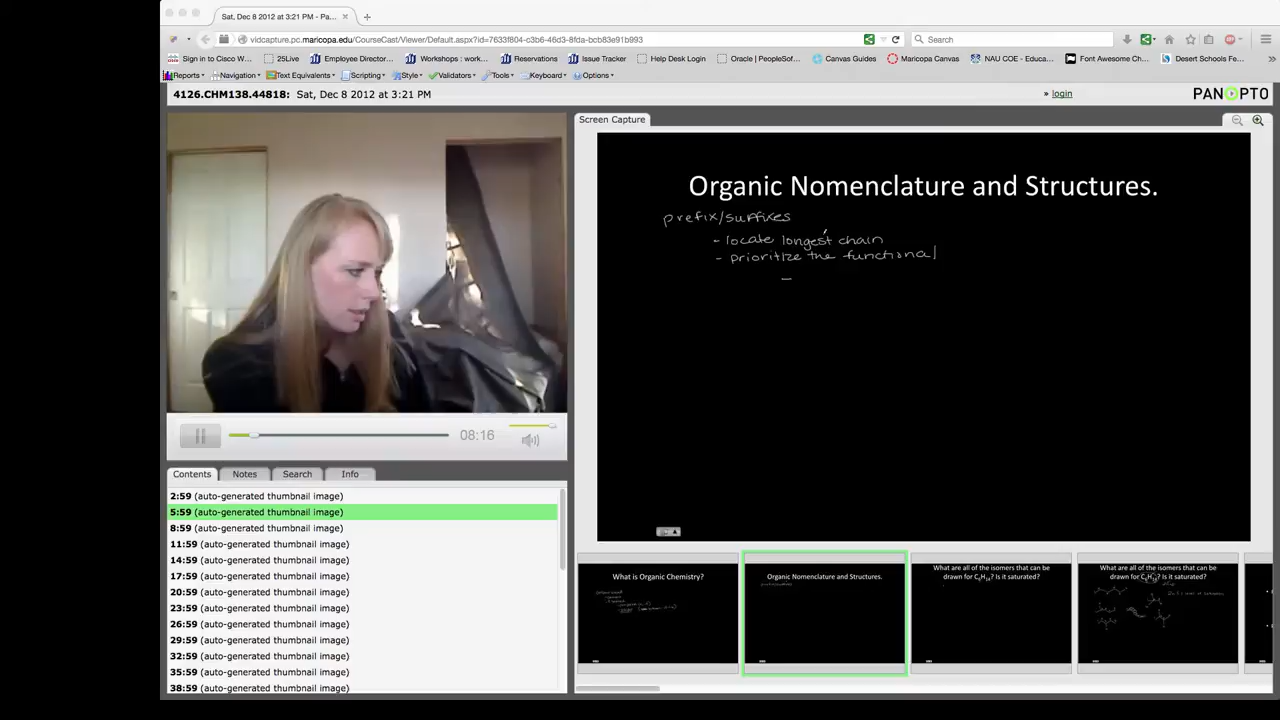 Sat, Dec 8 2012 at 3:21 PM - Pa...
vidcapture.pc.maricopa.edu/CourseCast/Viewer/Default.aspx?id=7633f804-c3b6-46d3-8fda-bcb83e91b993
Search
Sign in to Cisco W... 25Live Employee Director... Workshops : work... Reservations Issue Tracker Help Desk Login Oracle | PeopleSof... Canvas Guides Maricopa Canvas NAU COE - Educa... Font Awesome Ch... Desert Schools Fe...
Reports Navigation Text Equivalents Scripting Style Validators Tools Keyboard Options
4126.CHM138.44818: Sat, Dec 8 2012 at 3:21 PM
» login
PANOPTO
Screen Capture
Organic Nomenclature and Structures.
prefix/suffixes
- locate longest chain
- prioritize the functional
-
08:16
Contents Notes Search Info
2:59 (auto-generated thumbnail image)
5:59 (auto-generated thumbnail image)
8:59 (auto-generated thumbnail image)
11:59 (auto-generated thumbnail image)
14:59 (auto-generated thumbnail image)
17:59 (auto-generated thumbnail image)
20:59 (auto-generated thumbnail image)
23:59 (auto-generated thumbnail image)
26:59 (auto-generated thumbnail image)
29:59 (auto-generated thumbnail image)
32:59 (auto-generated thumbnail image)
35:59 (auto-generated thumbnail image)
38:59 (auto-generated thumbnail image)
What is Organic Chemistry?
Organic Nomenclature and Structures.
prefix/suffixes
What are all of the isomers that can be
drawn for C₆H₁₄? Is it saturated?
What are all of the isomers that can be
drawn for Is it saturated?